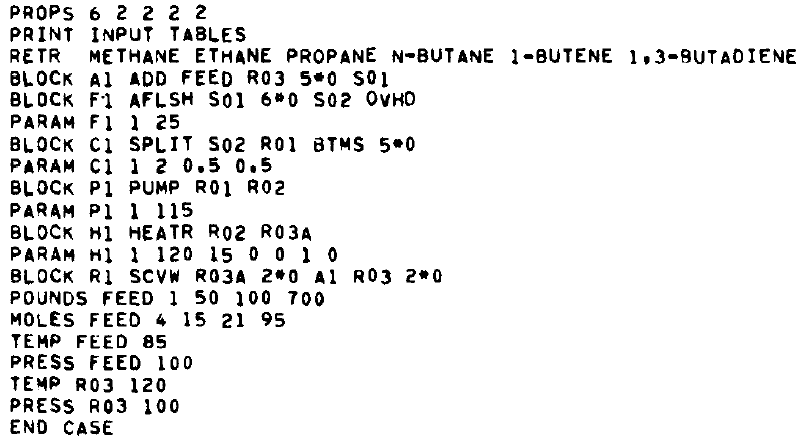 PROPS 6 2 2 2 2
PRINT INPUT TABLES
RETR METHANE ETHANE PROPANE N-BUTANE 1-BUTENE 1,3-BUTADIENE
BLOCK A1 ADD FEED R03 5*0 S01
BLOCK F1 AFLSH S01 6*0 S02 OVHD
PARAM F1 1 25
BLOCK C1 SPLIT S02 R01 BTMS 5*0
PARAM C1 1 2 0.5 0.5
BLOCK P1 PUMP R01 R02
PARAM P1 1 115
BLOCK H1 HEATR R02 R03A
PARAM H1 1 120 15 0 0 1 0
BLOCK R1 SCVW R03A 2*0 A1 R03 2*0
POUNDS FEED 1 50 100 700
MOLES FEED 4 15 21 95
TEMP FEED 85
PRESS FEED 100
TEMP R03 120
PRESS R03 100
END CASE